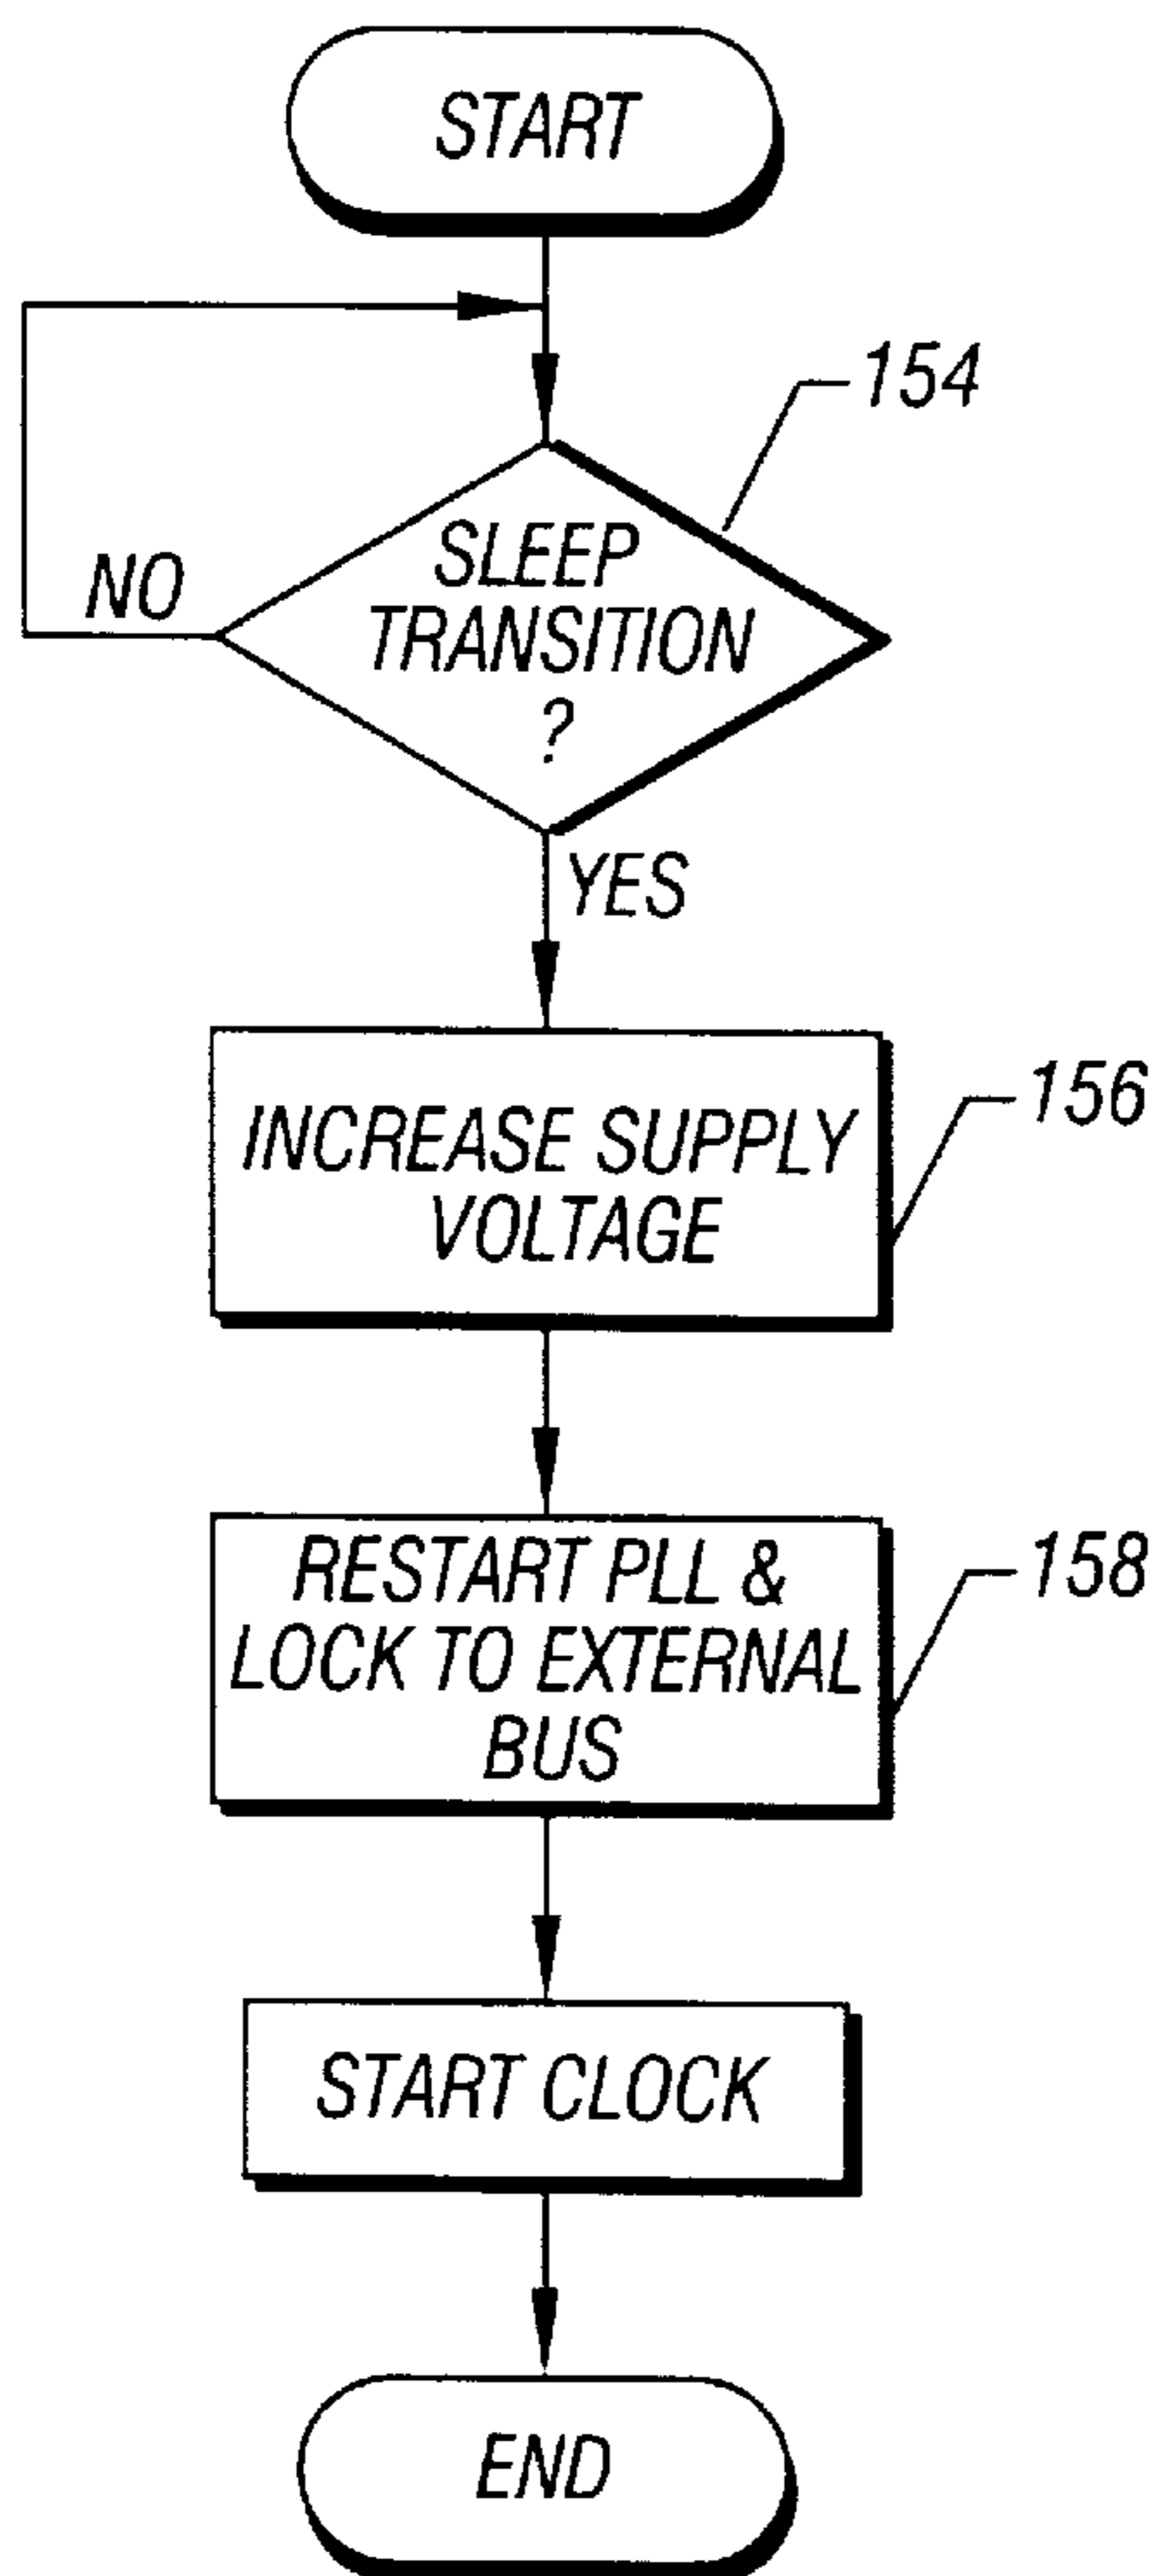 START
154
SLEEP
TRANSITION
?
NO
YES
INCREASE SUPPLY
VOLTAGE
156
RESTART PLL &
LOCK TO EXTERNAL
BUS
158
START CLOCK
END